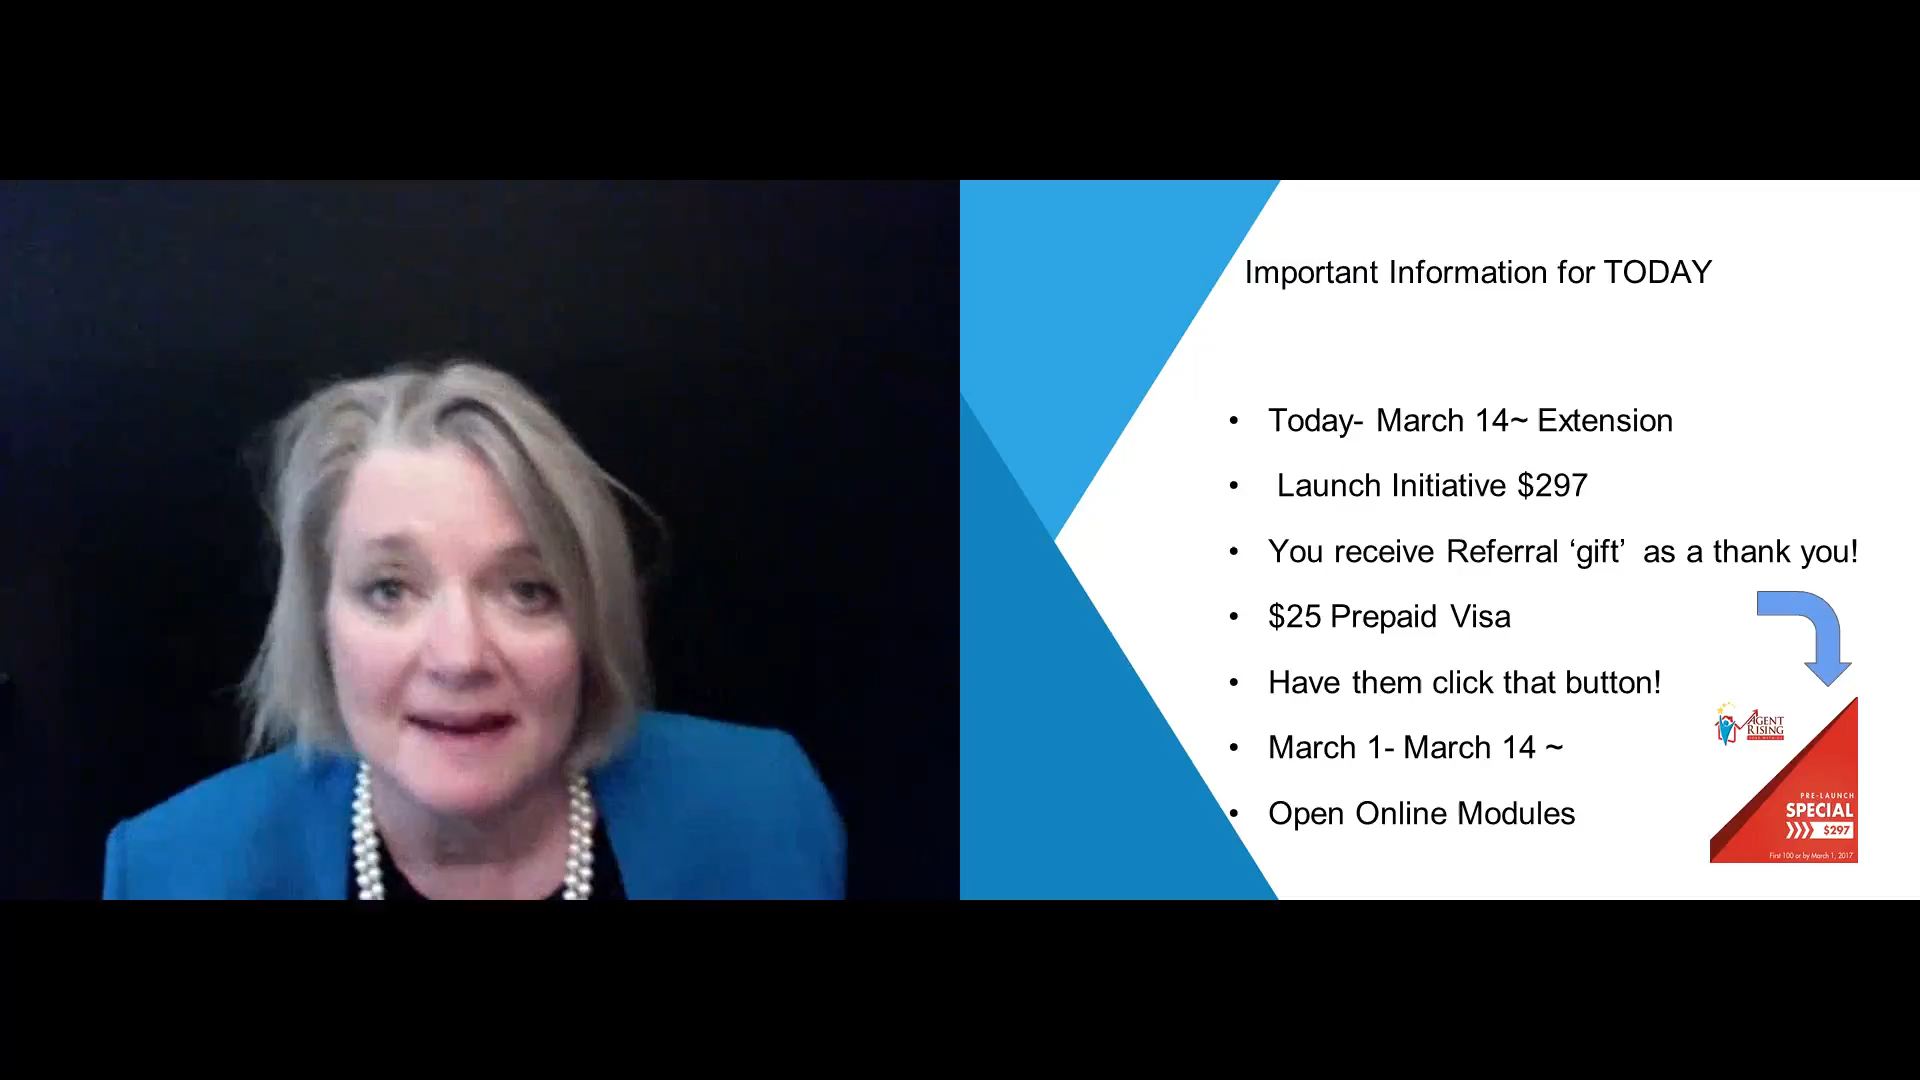 Important Information for TODAY
• Today- March 14~ Extension
• Launch Initiative $297
• You receive Referral ‘gift’ as a thank you!
• $25 Prepaid Visa
• Have them click that button!
• March 1- March 14 ~
• Open Online Modules
AGENT
RISING
PRE-LAUNCH
SPECIAL
$297
First 100 or by March 1, 2017